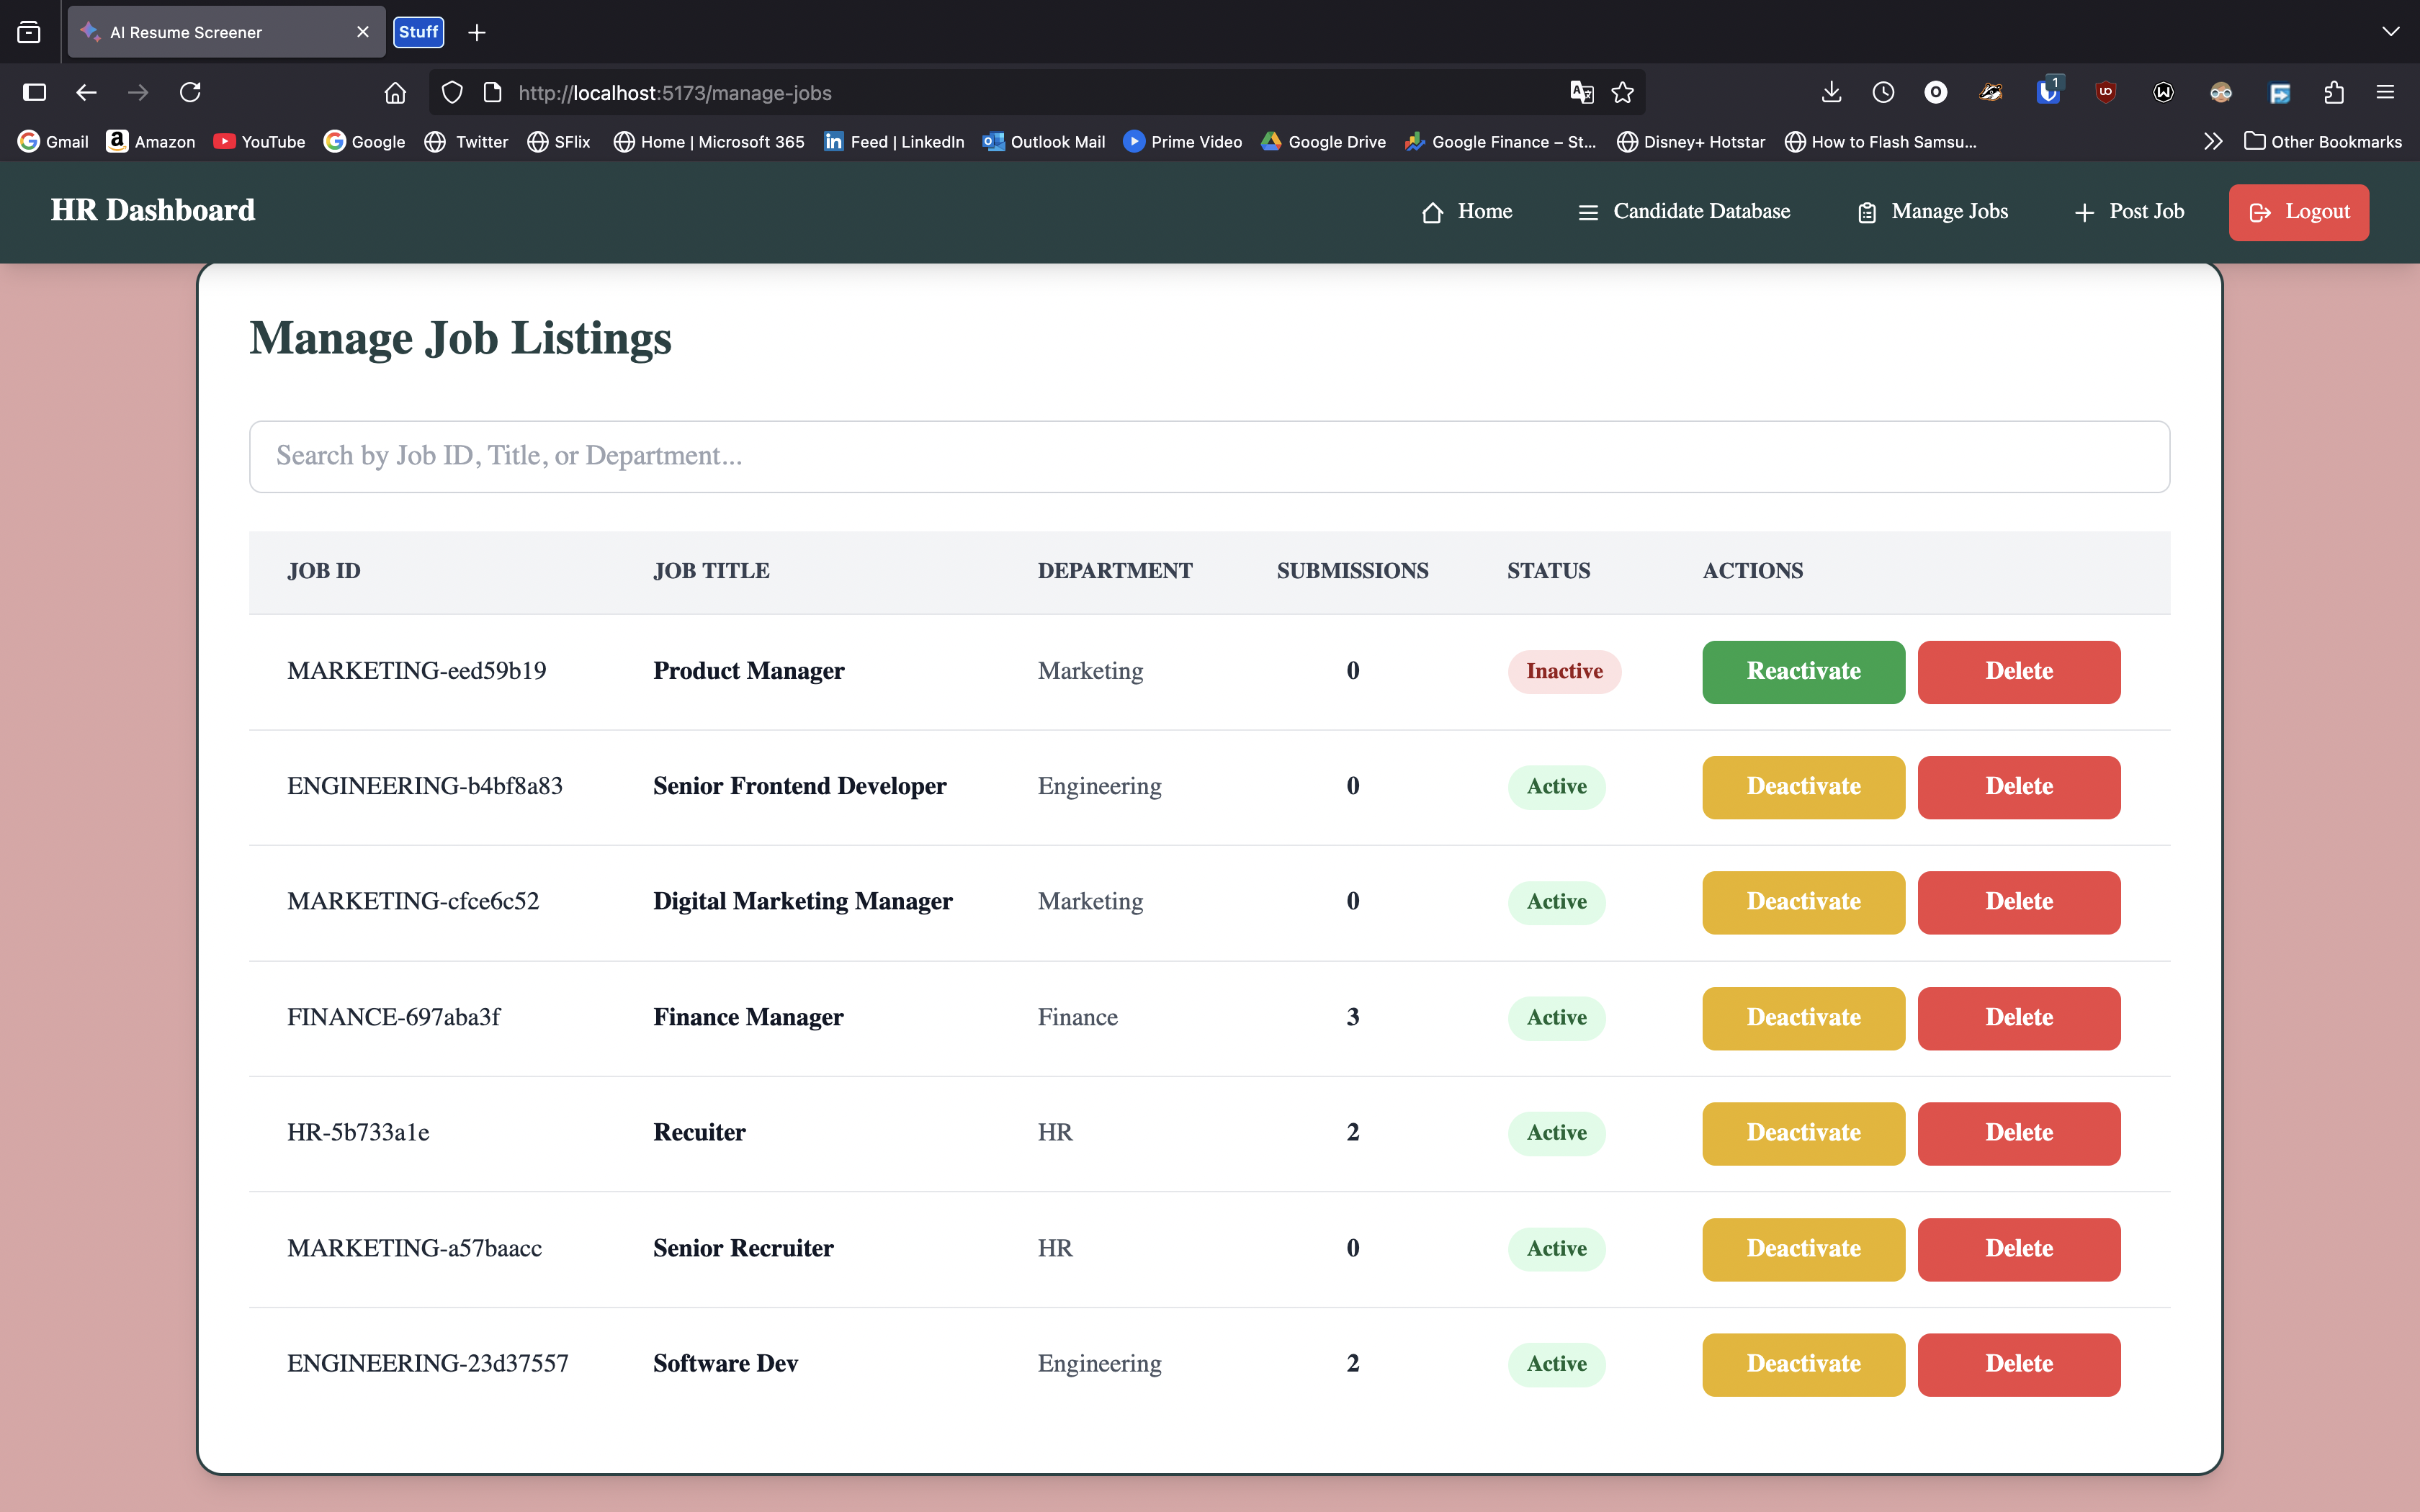 AI Resume Screener
Stuff
http://localhost:5173/manage-jobs
1
Gmail Amazon YouTube Google Twitter SFlix Home | Microsoft 365 Feed | LinkedIn Outlook Mail Prime Video Google Drive Google Finance – St... Disney+ Hotstar How to Flash Samsu... Other Bookmarks
HR Dashboard Home Candidate Database Manage Jobs Post Job Logout
Manage Job Listings
Search by Job ID, Title, or Department...
JOB ID JOB TITLE DEPARTMENT SUBMISSIONS STATUS ACTIONS
MARKETING-eed59b19 Product Manager Marketing 0 Inactive Reactivate Delete
ENGINEERING-b4bf8a83 Senior Frontend Developer Engineering 0 Active Deactivate Delete
MARKETING-cfce6c52 Digital Marketing Manager Marketing 0 Active Deactivate Delete
FINANCE-697aba3f Finance Manager Finance 3 Active Deactivate Delete
HR-5b733a1e Recuiter HR 2 Active Deactivate Delete
MARKETING-a57baacc Senior Recruiter HR 0 Active Deactivate Delete
ENGINEERING-23d37557 Software Dev Engineering 2 Active Deactivate Delete